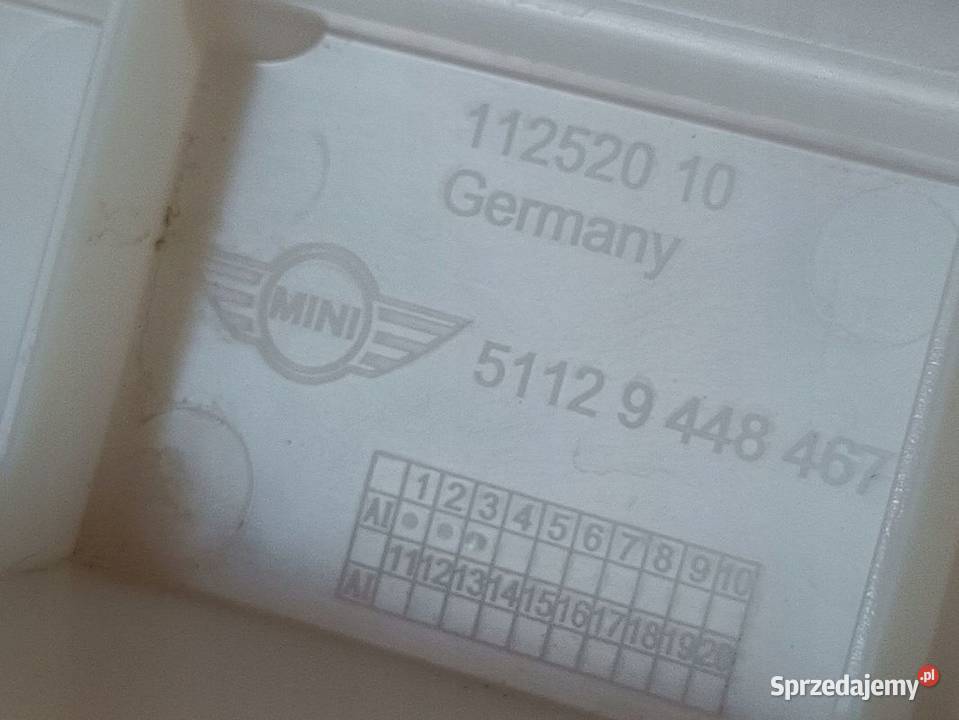 112520 10
Germany
MINI
5112 9 448 467
1 2 3 4 5 6 7 8 9 10
AI
11 12 13 14 15 16 17 18 19 20
AI
Sprzedajemy.pl